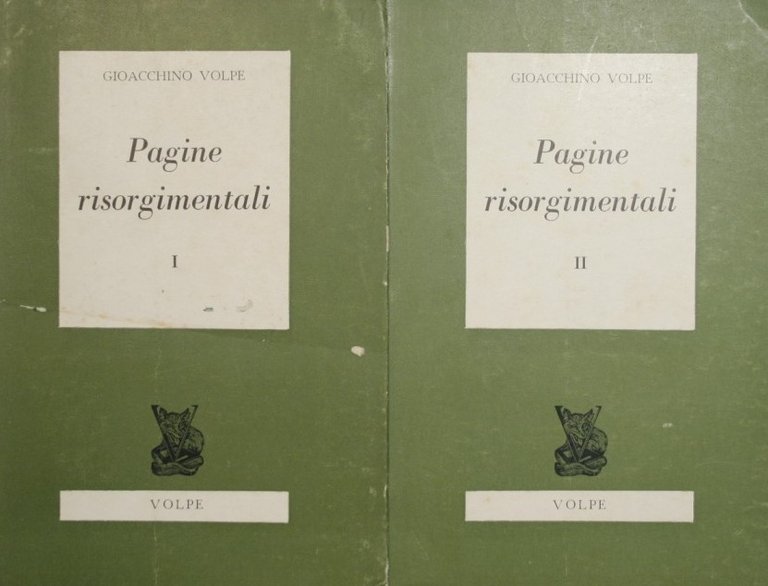 GIOACCHINO VOLPE
Pagine
risorgimentali
I
VOLPE
GIOACCHINO VOLPE
Pagine
risorgimentali
II
VOLPE